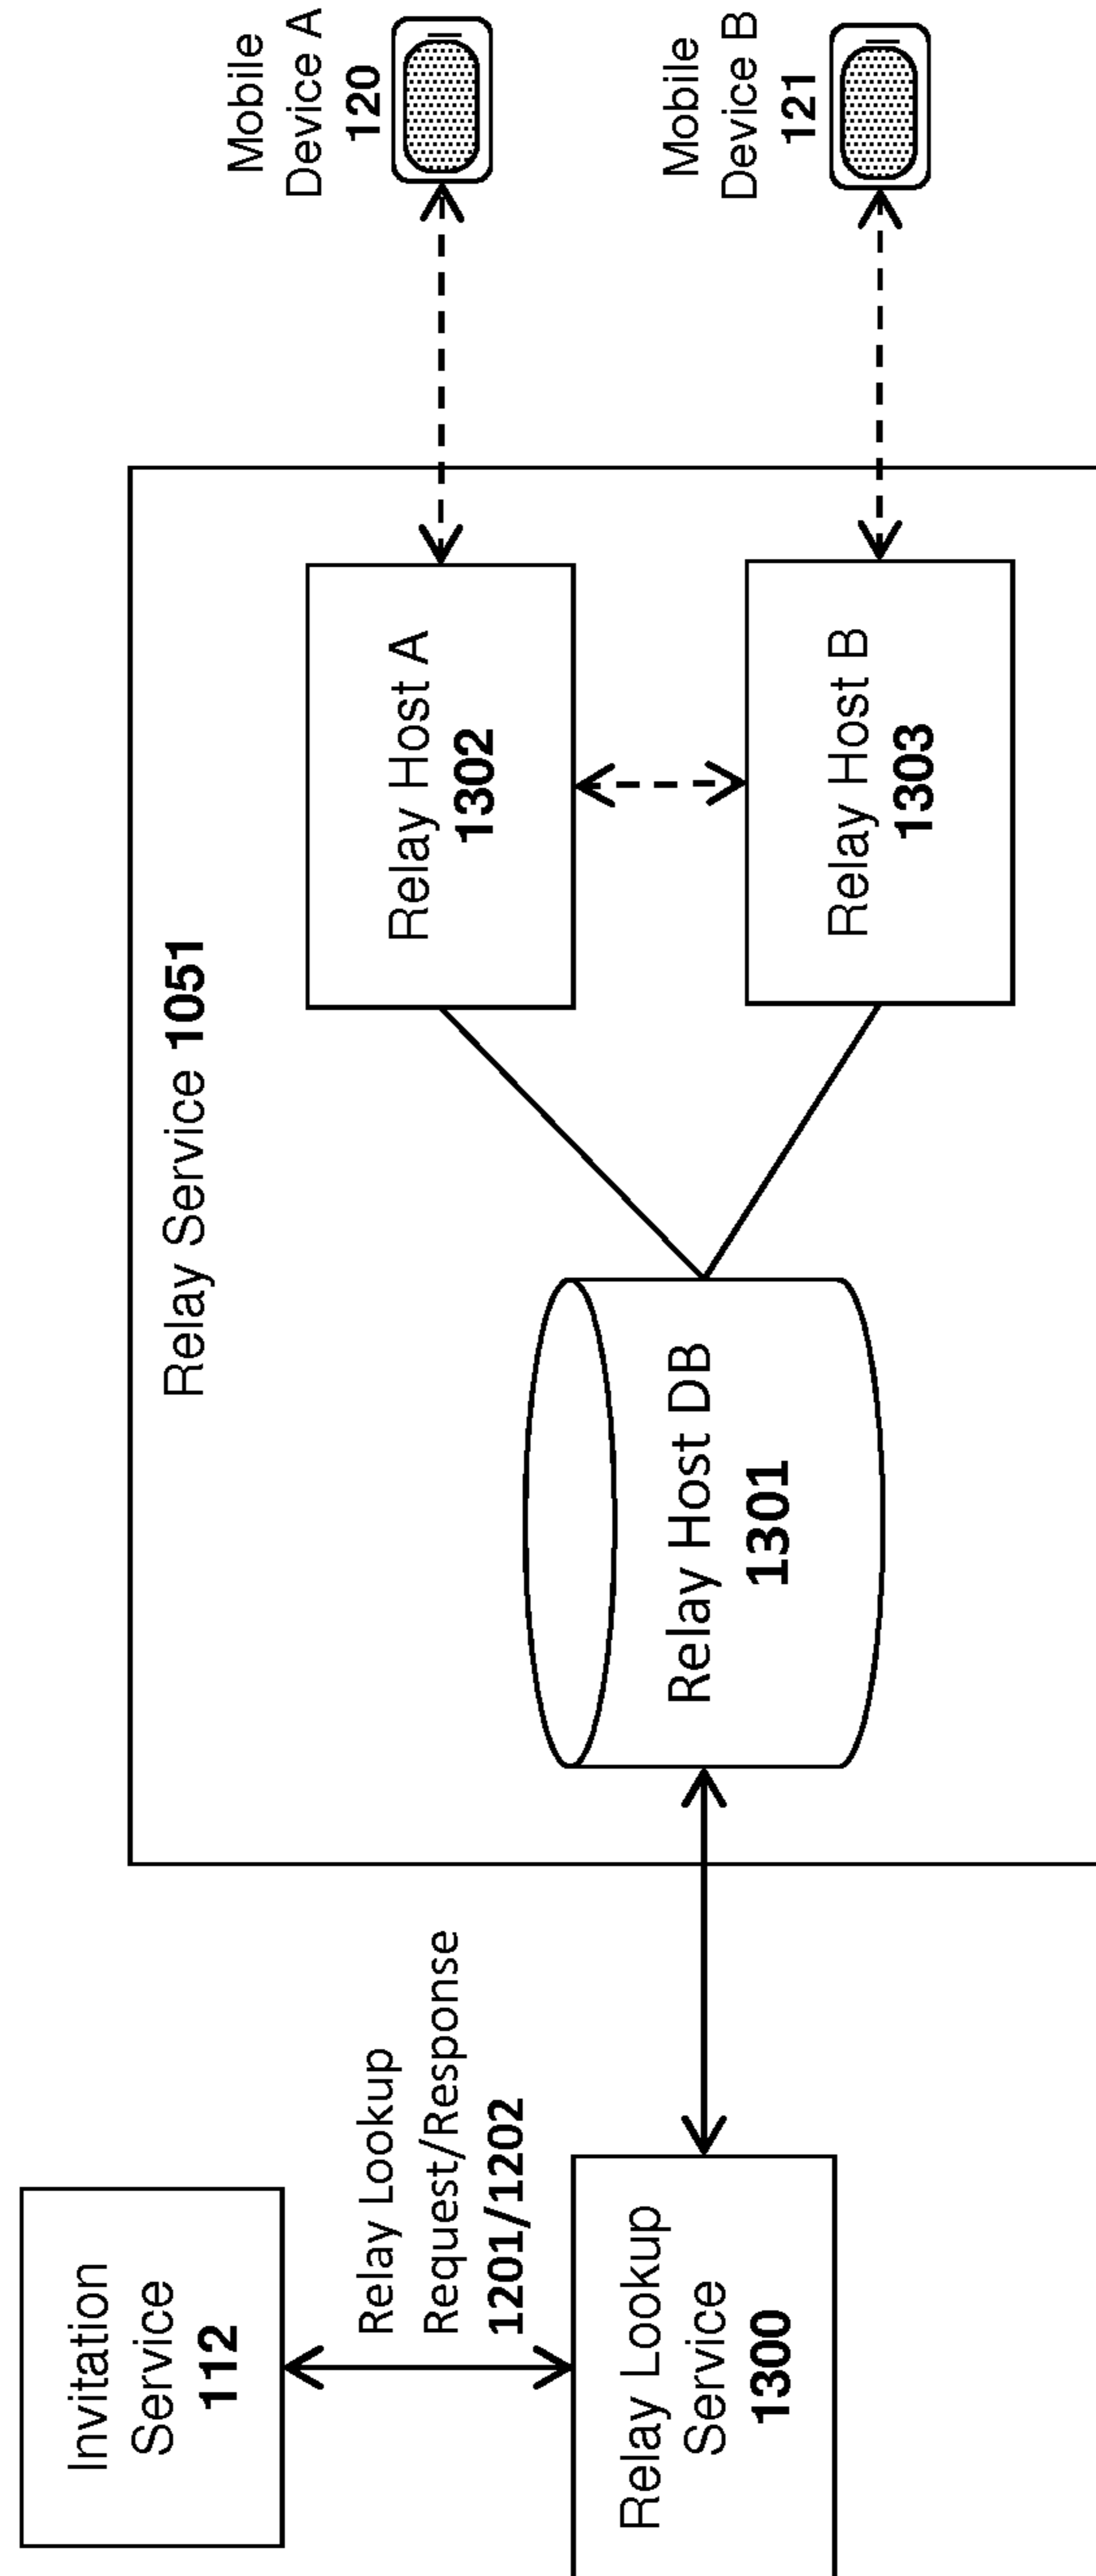 Invitation
Service
112
Relay Lookup
Request/Response
1201/1202
Relay Lookup
Service
1300
Relay Service 1051
Relay Host DB
1301
Relay Host A
1302
Relay Host B
1303
Mobile
Device A
120
Mobile
Device B
121